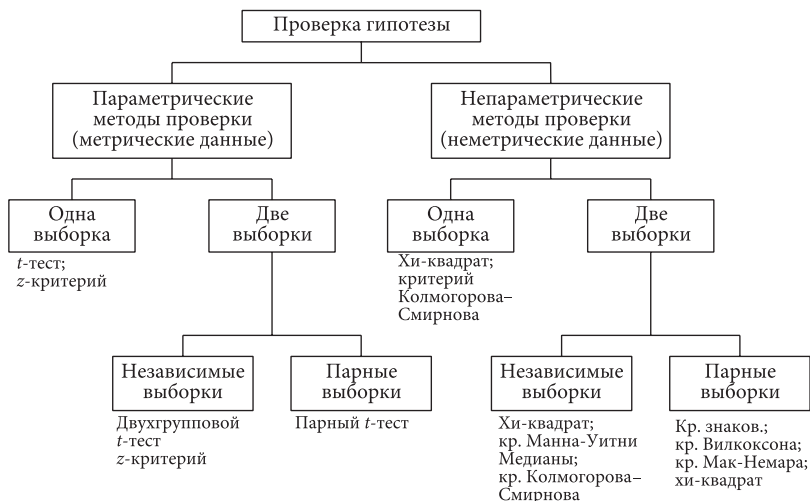 Проверка гипотезы
Параметрические
методы проверки
(метрические данные)
Непараметрические
методы проверки
(неметрические данные)
Одна
выборка
t-тест;
z-критерий
Две
выборки
Одна
выборка
Хи-квадрат;
критерий
Колмогорова–
Смирнова
Две
выборки
Независимые
выборки
Двухгрупповой
t-тест
z-критерий
Парные
выборки
Парный t-тест
Независимые
выборки
Хи-квадрат;
кр. Манна-Уитни
Медианы;
кр. Колмогорова–
Смирнова
Парные
выборки
Кр. знаков.;
кр. Вилкоксона;
кр. Мак-Немара;
хи-квадрат